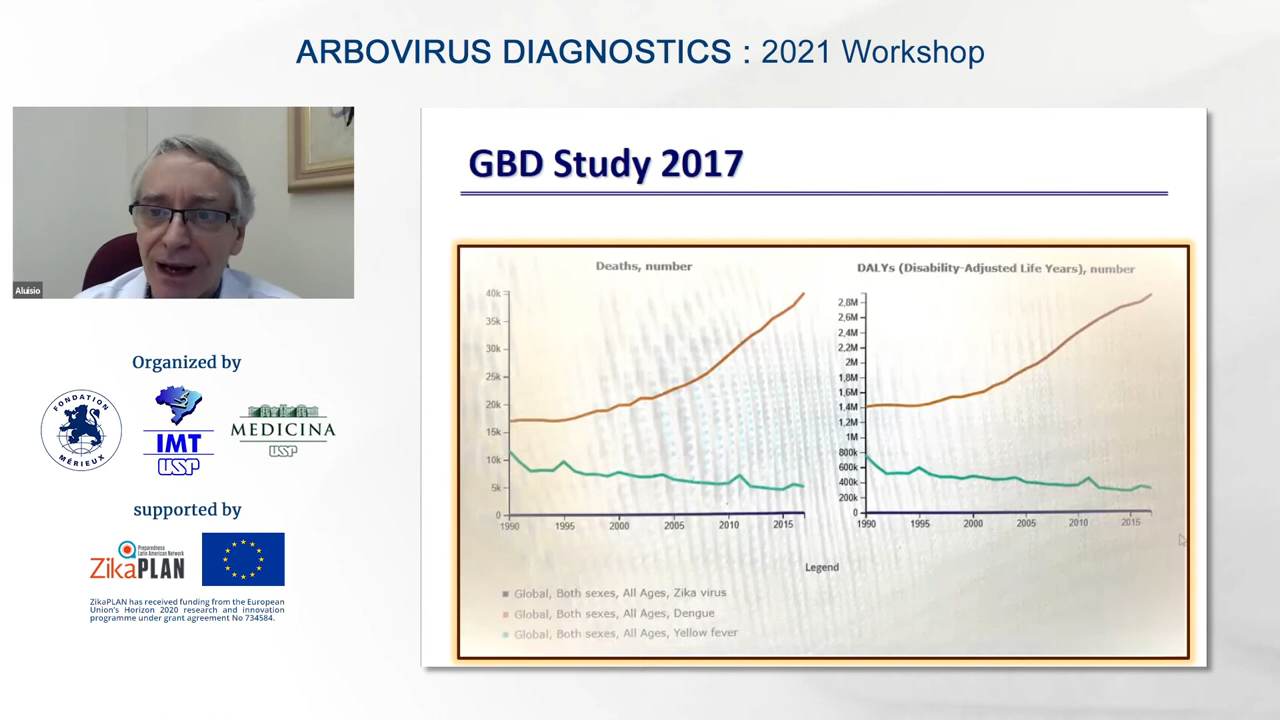 ARBOVIRUS DIAGNOSTICS : 2021 Workshop
Aluisio
Organized by
FONDATION
MÉRIEUX
IMT
USP
MEDICINA
USP
supported by
Preparedness
Latin American Network
ZikaPLAN
ZikaPLAN has received funding from the European
Union's Horizon 2020 research and innovation
programme under grant agreement No 734584.
GBD Study 2017
Deaths, number
40k
35k
30k
25k
20k
15k
10k
5k
0
1990 1995 2000 2005 2010 2015
DALYs (Disability-Adjusted Life Years), number
2,8M
2,6M
2,4M
2,2M
2M
1,8M
1,6M
1,4M
1,2M
1M
800k
600k
400k
200k
0
1990 1995 2000 2005 2010 2015
Legend
Global, Both sexes, All Ages, Zika virus
Global, Both sexes, All Ages, Dengue
Global, Both sexes, All Ages, Yellow fever